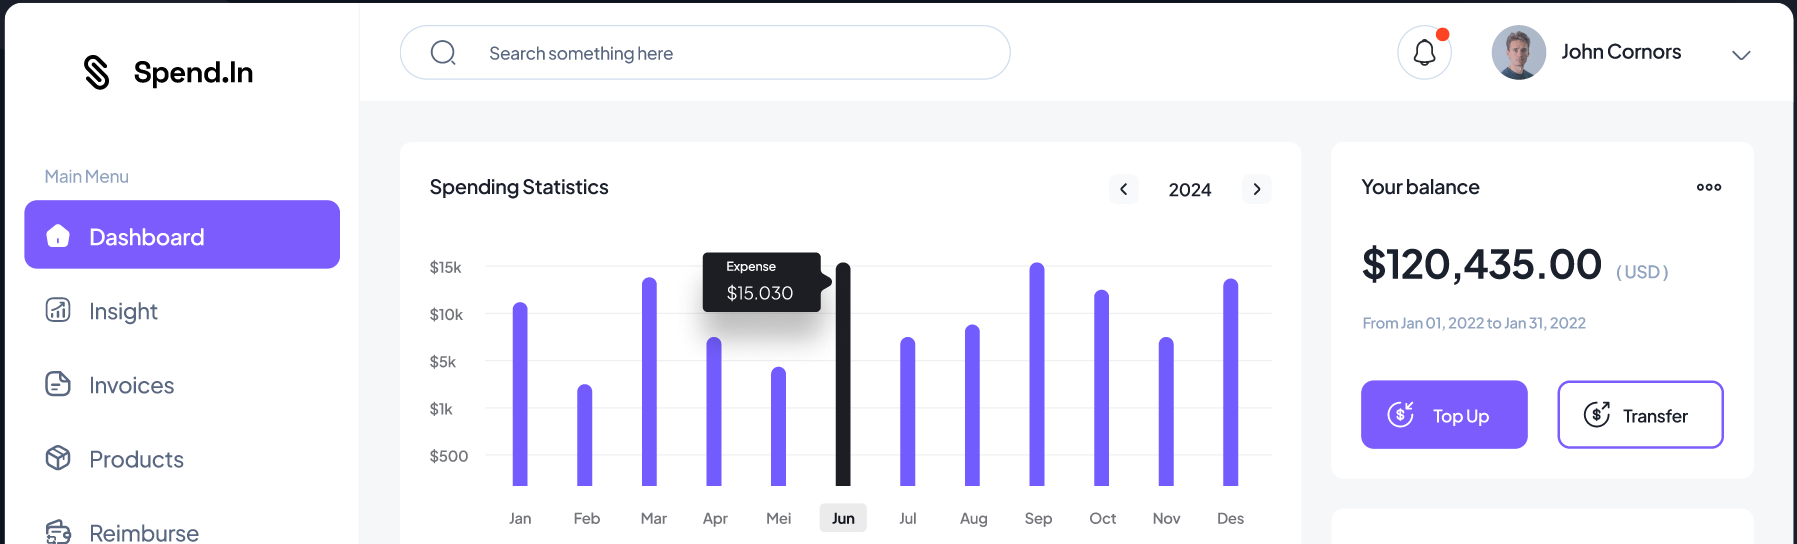 Spend.In
Search something here
John Cornors
Main Menu
Dashboard
Insight
Invoices
Products
Reimburse
Spending Statistics
2024
$15k
$10k
$5k
$1k
$500
Expense
$15.030
Jan Feb Mar Apr Mei Jun Jul Aug Sep Oct Nov Des
Your balance
$120,435.00 (USD)
From Jan 01, 2022 to Jan 31, 2022
Top Up
Transfer